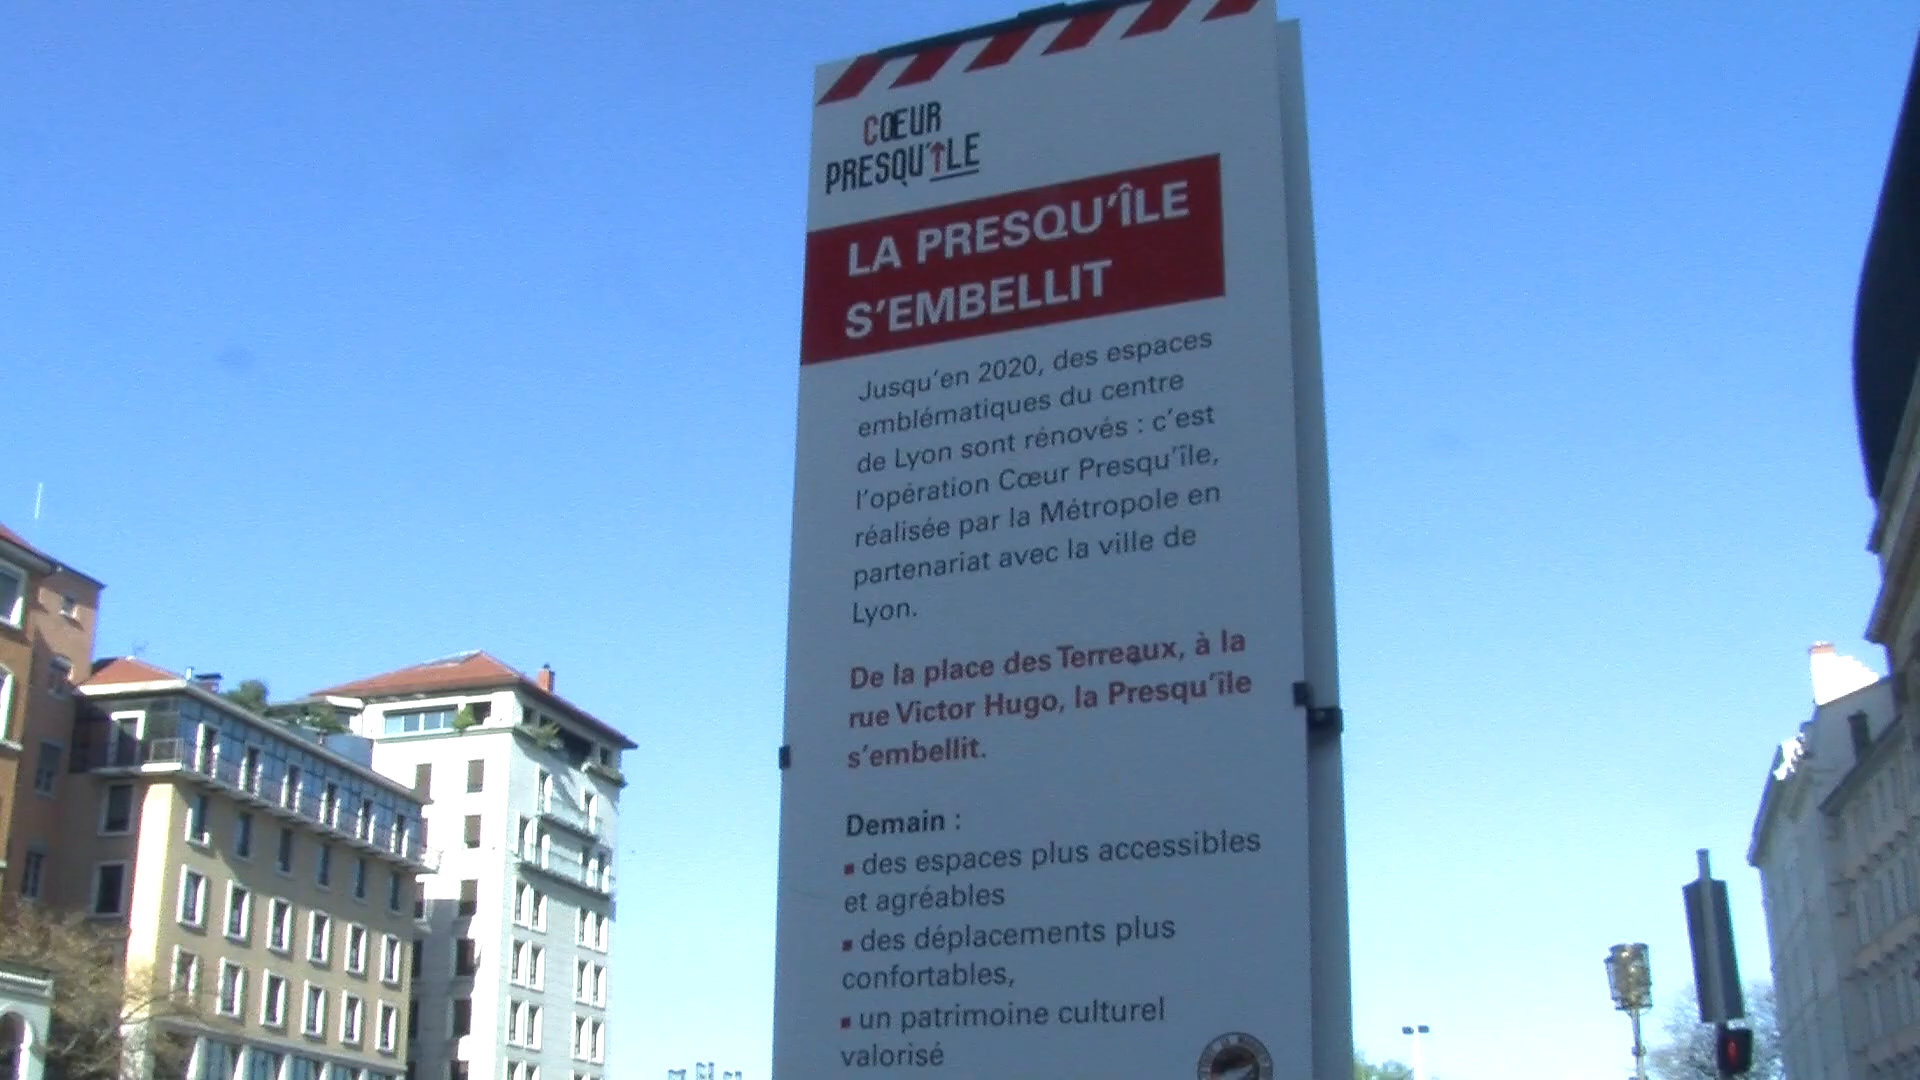 CŒUR
PRESQU'ÎLE
LA PRESQU'ÎLE
S'EMBELLIT
Jusqu'en 2020, des espaces
emblématiques du centre
de Lyon sont rénovés : c'est
l'opération Cœur Presqu'île,
réalisée par la Métropole en
partenariat avec la ville de
Lyon.
De la place des Terreaux, à la
rue Victor Hugo, la Presqu'île
s'embellit.
Demain :
▪ des espaces plus accessibles
et agréables
▪ des déplacements plus
confortables,
▪ un patrimoine culturel
valorisé